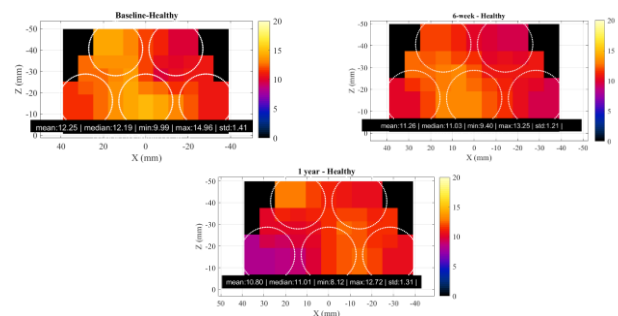 Baseline-Healthy
-50
-40
-30
-20
-10
0
Z (mm)
mean:12.25 | median:12.19 | min:9.99 | max:14.96 | std:1.41
40 20 0 -20 -40
X (mm)
20
15
10
5
0
6-week - Healthy
-50
-40
-30
-20
-10
0
Z (mm)
mean:11.26 | median:11.03 | min:9.40 | max:13.25 | std:1.21 |
30 20 10 0 -10 -20 -30 -40
X (mm)
20
15
10
5
0
1 year - Healthy
-50
-40
-30
-20
-10
0
Z (mm)
mean:10.80 | median:11.01 | min:8.12 | max:12.72 | std:1.31 |
50 40 30 20 10 0 -10 -20 -30 -40 -50
X (mm)
20
15
10
5
0